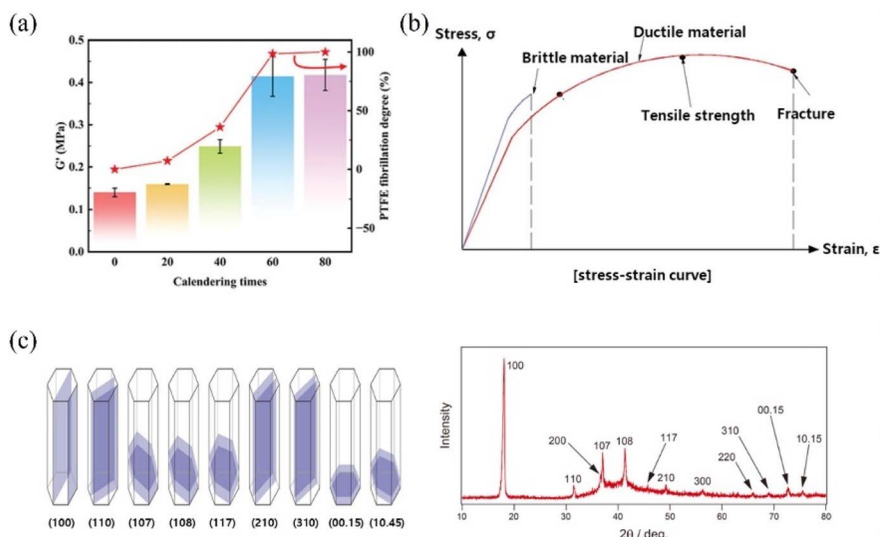 (a)
0.5
0.4
0.3
0.2
0.1
0.0
G' (MPa)
100
50
0
−50
PTFE fibrillation degree (%)
0 20 40 60 80
Calendering times
(b)
Stress, σ
Ductile material
Brittle material
Tensile strength
Fracture
Strain, ε
[stress-strain curve]
(c)
(100) (110) (107) (108) (117) (210) (310) (00.15) (10.45)
Intensity
100
200
107
108
117
110
210
300
310
220
00.15
10.15
10 20 30 40 50 60 70 80
2θ / deg.